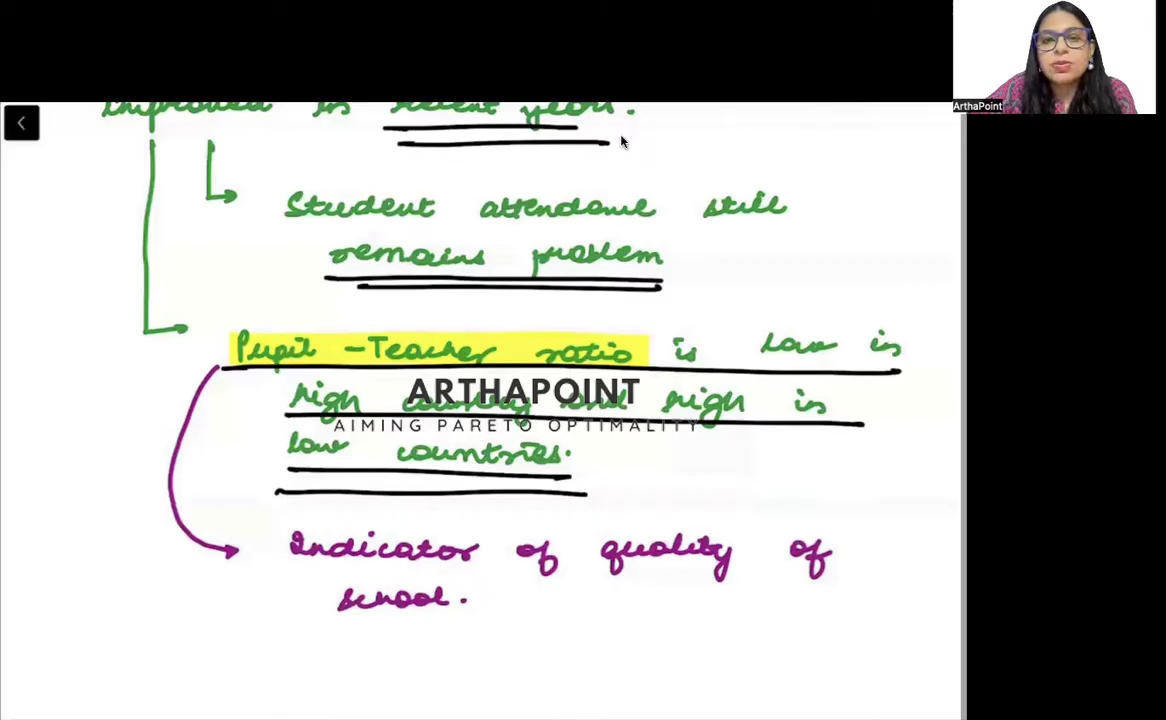 ArthaPoint
improved in recent years.
Student attendance still
remains problem
Pupil - Teacher ratio is low in
high country and high in
ARTHAPOINT
AIMING PARETO OPTIMALITY
low countries.
Indicator of quality of
school.